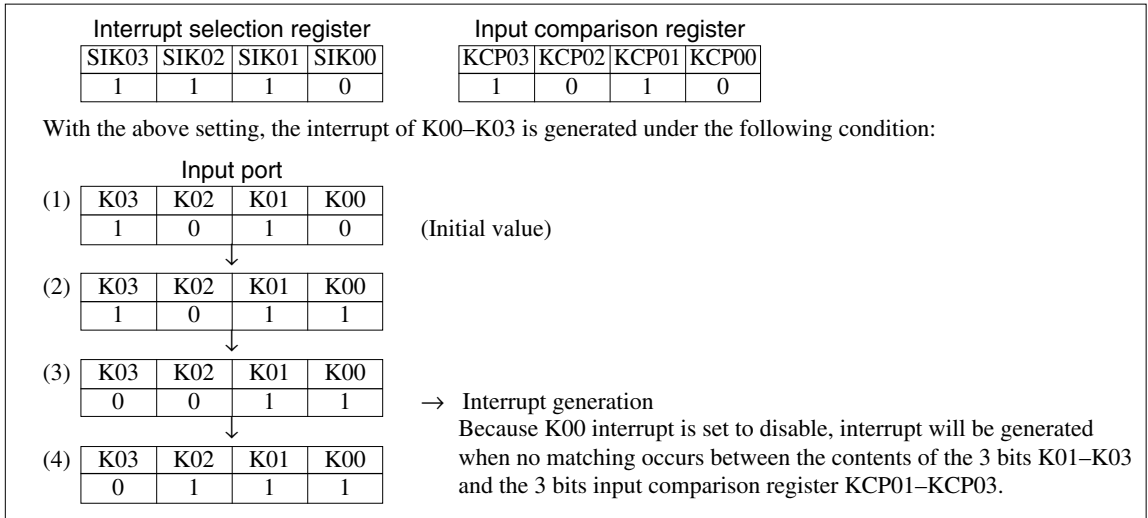 Interrupt selection register Input comparison register
SIK03 SIK02 SIK01 SIK00 KCP03 KCP02 KCP01 KCP00
1 1 1 0 1 0 1 0
With the above setting, the interrupt of K00–K03 is generated under the following condition:
Input port
(1) K03 K02 K01 K00
1 0 1 0 (Initial value)
(2) K03 K02 K01 K00
1 0 1 1
(3) K03 K02 K01 K00
0 0 1 1 → Interrupt generation
Because K00 interrupt is set to disable, interrupt will be generated
(4) K03 K02 K01 K00 when no matching occurs between the contents of the 3 bits K01–K03
0 1 1 1 and the 3 bits input comparison register KCP01–KCP03.